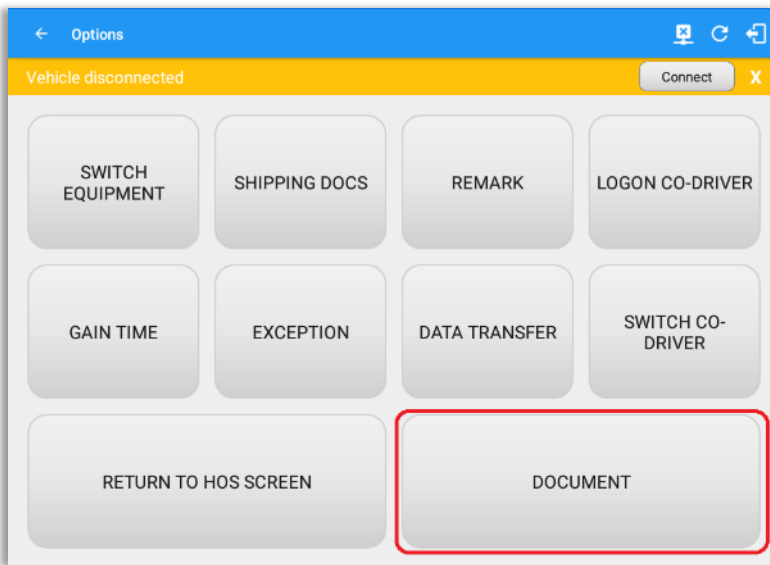 Options
Vehicle disconnected
Connect
X
SWITCH
EQUIPMENT
SHIPPING DOCS
REMARK
LOGON CO-DRIVER
GAIN TIME
EXCEPTION
DATA TRANSFER
SWITCH CO-
DRIVER
RETURN TO HOS SCREEN
DOCUMENT